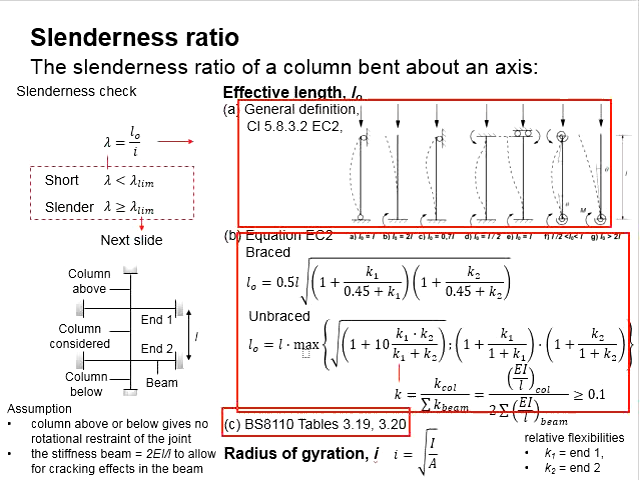 Slenderness ratio
The slenderness ratio of a column bent about an axis:
Slenderness check
λ = l₀/i
Short λ < λ_lim
Slender λ ≥ λ_lim
Next slide
Column
above
End 1
Column
considered
l
End 2
Column
below
Beam
Assumption
• column above or below gives no
rotational restraint of the joint
• the stiffness beam = 2EI/l to allow
for cracking effects in the beam
Effective length, l₀
(a) General definition,
Cl 5.8.3.2 EC2,
θ
θ
M
l
a) l₀ = l b) l₀ = 2l c) l₀ = 0,7l d) l₀ = l / 2 e) l₀ = l f) l /2 <l₀< l g) l₀ > 2l
(b) Equation EC2
Braced
l₀ = 0.5l √((1 + k₁/(0.45 + k₁))(1 + k₂/(0.45 + k₂)))
Unbraced
l₀ = l · max{√((1 + 10 (k₁ · k₂)/(k₁ + k₂))); (1 + k₁/(1 + k₁)) · (1 + k₂/(1 + k₂))}
k = k_col/Σ k_beam = (EI/l)_col/2Σ(EI/l)_beam ≥ 0.1
(c) BS8110 Tables 3.19, 3.20
Radius of gyration, i i = √(I/A)
relative flexibilities
• k₁ = end 1,
• k₂ = end 2